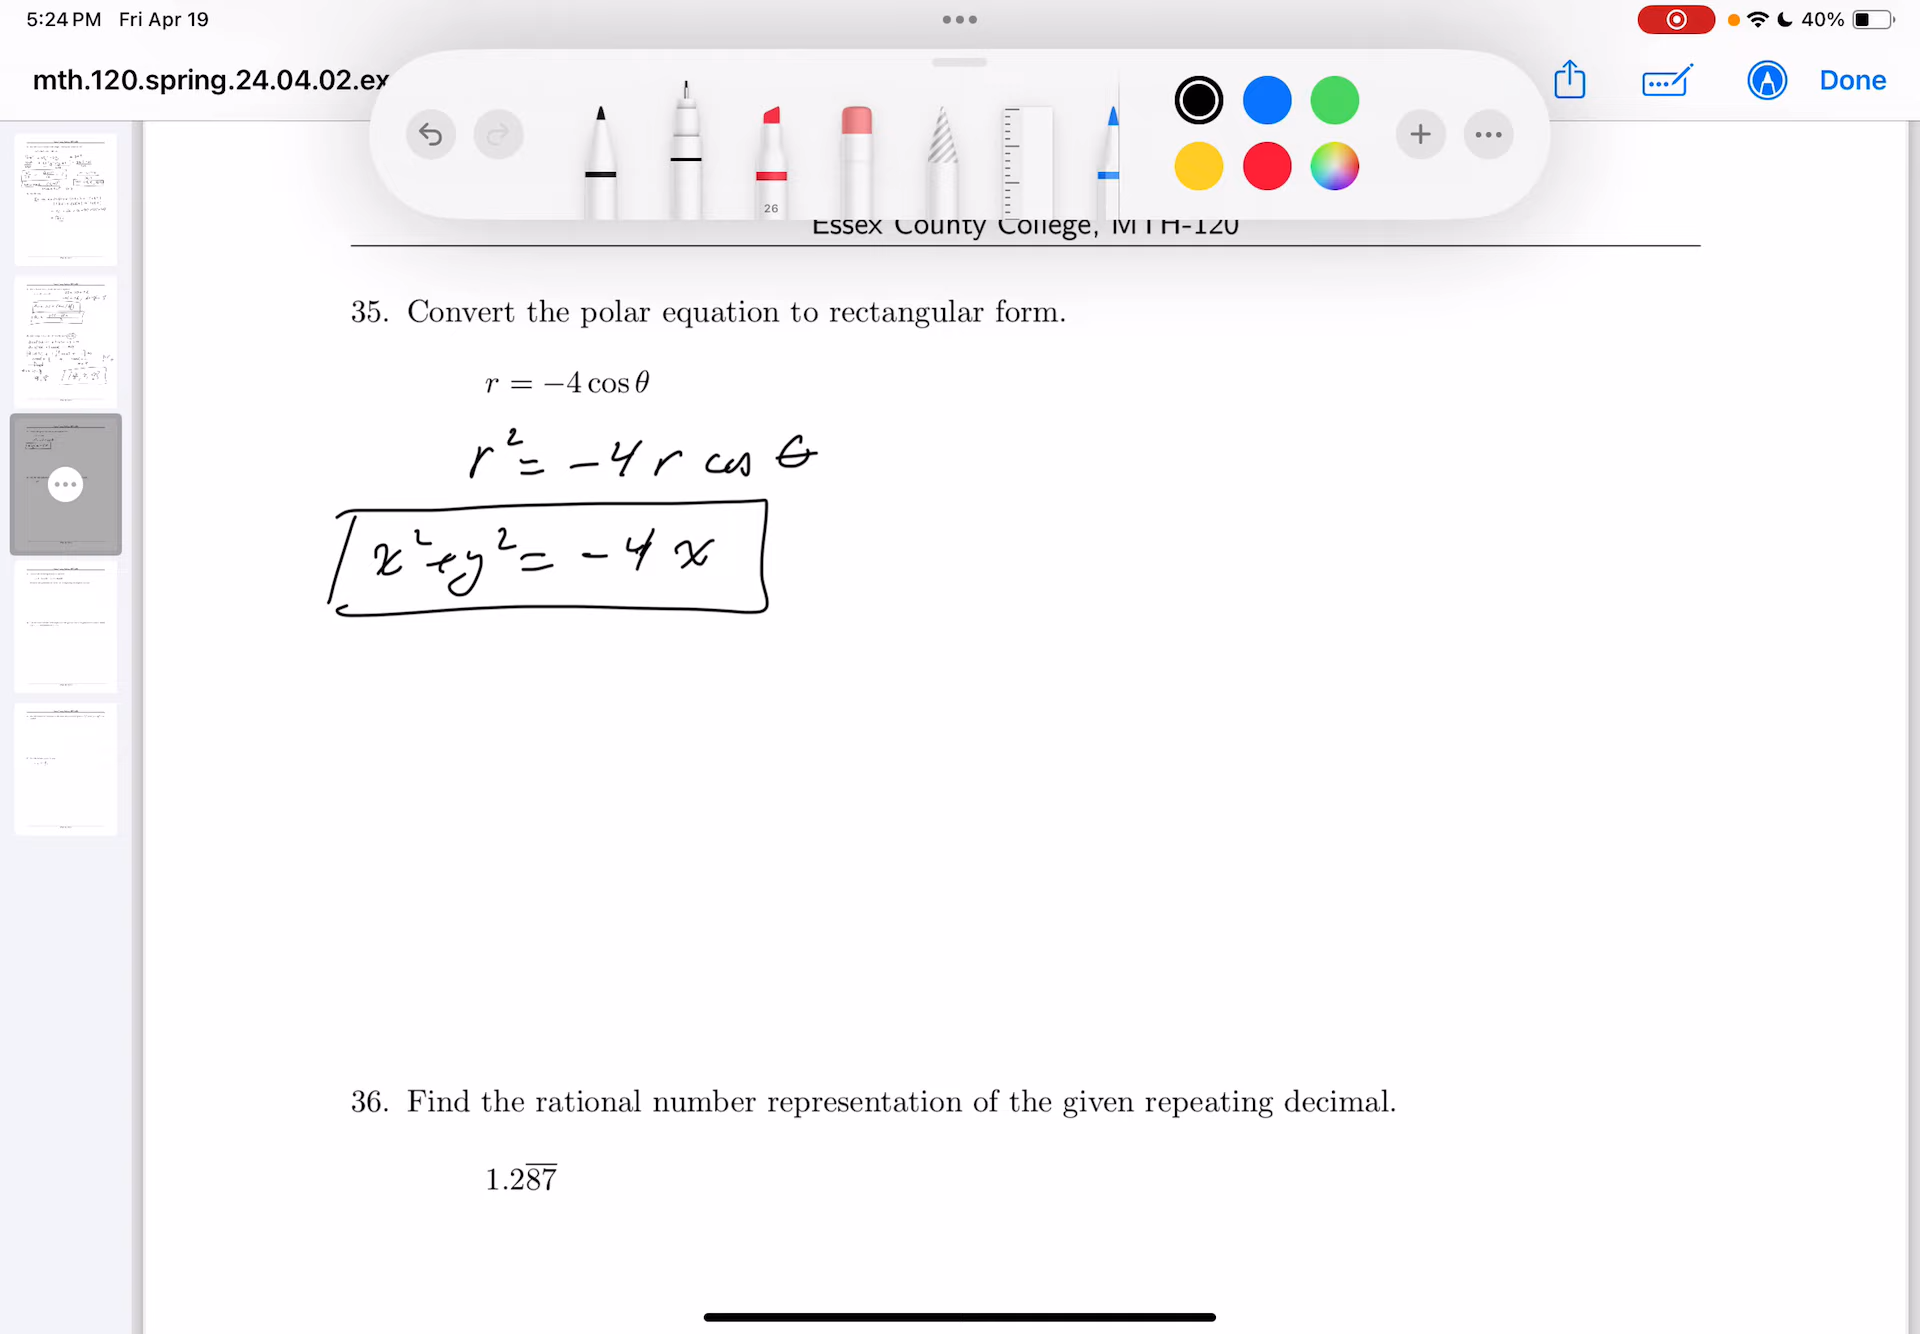 5:24 PM Fri Apr 19
40%
mth.120.spring.24.04.02.ex
Done
26
Essex County College, MTH-120
35. Convert the polar equation to rectangular form.
r = −4 cos θ
r² = −4 r cos θ
x² + y² = −4 x
36. Find the rational number representation of the given repeating decimal.
1.28̅7̅